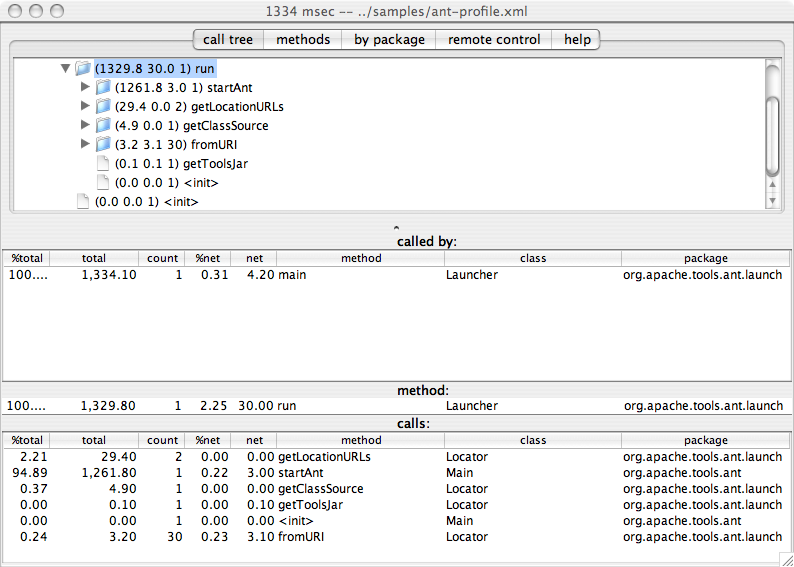 1334 msec -- ../samples/ant-profile.xml
call tree methods by package remote control help
(1329.8 30.0 1) run
(1261.8 3.0 1) startAnt
(29.4 0.0 2) getLocationURLs
(4.9 0.0 1) getClassSource
(3.2 3.1 30) fromURI
(0.1 0.1 1) getToolsJar
(0.0 0.0 1) <init>
(0.0 0.0 1) <init>
called by:
%total total count %net net method class package
100.... 1,334.10 1 0.31 4.20 main Launcher org.apache.tools.ant.launch
method:
100.... 1,329.80 1 2.25 30.00 run Launcher org.apache.tools.ant.launch
calls:
%total total count %net net method class package
2.21 29.40 2 0.00 0.00 getLocationURLs Locator org.apache.tools.ant.launch
94.89 1,261.80 1 0.22 3.00 startAnt Main org.apache.tools.ant
0.37 4.90 1 0.00 0.00 getClassSource Locator org.apache.tools.ant.launch
0.00 0.10 1 0.00 0.10 getToolsJar Locator org.apache.tools.ant.launch
0.00 0.00 1 0.00 0.00 <init> Main org.apache.tools.ant
0.24 3.20 30 0.23 3.10 fromURI Locator org.apache.tools.ant.launch